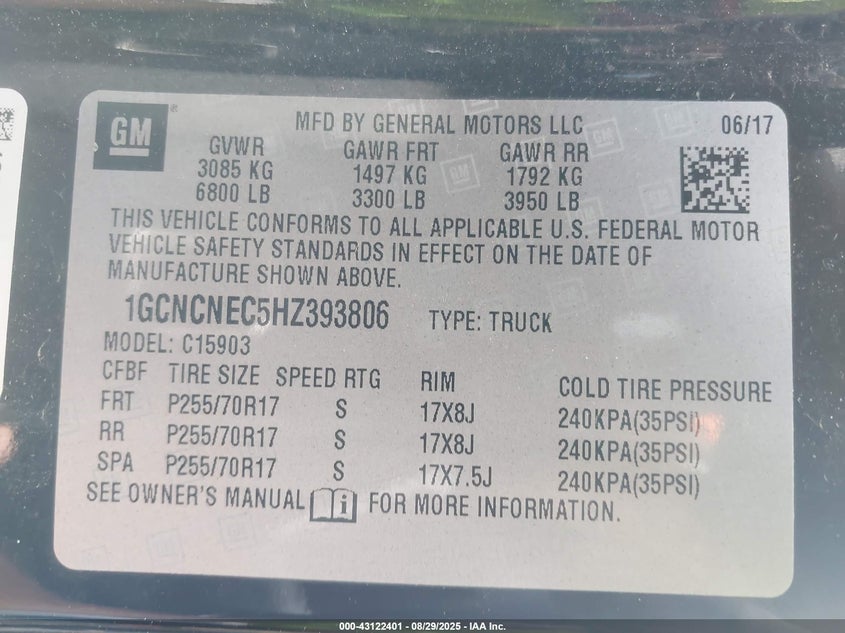 GM®
MFD BY GENERAL MOTORS LLC 06/17
GVWR GAWR FRT GAWR RR
3085 KG 1497 KG 1792 KG
6800 LB 3300 LB 3950 LB
THIS VEHICLE CONFORMS TO ALL APPLICABLE U.S. FEDERAL MOTOR
VEHICLE SAFETY STANDARDS IN EFFECT ON THE DATE OF
MANUFACTURE SHOWN ABOVE.
1GCNCNEC5HZ393806 TYPE: TRUCK
MODEL: C15903
CFBF TIRE SIZE SPEED RTG RIM COLD TIRE PRESSURE
FRT P255/70R17 S 17X8J 240KPA(35PSI)
RR P255/70R17 S 17X8J 240KPA(35PSI)
SPA P255/70R17 S 17X7.5J 240KPA(35PSI)
SEE OWNER'S MANUAL i FOR MORE INFORMATION.
000-43122401 - 08/29/2025 - IAA Inc.